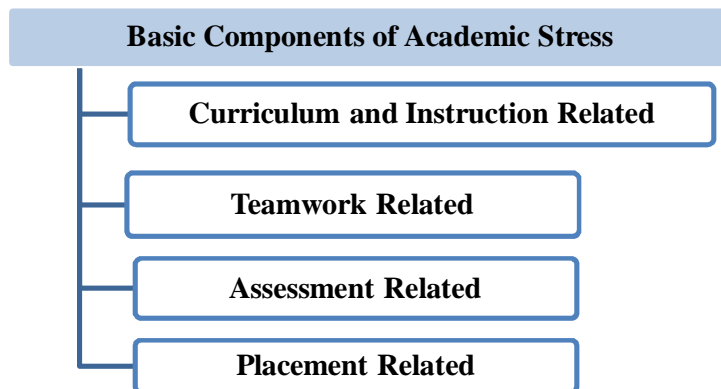 Basic Components of Academic Stress
Curriculum and Instruction Related
Teamwork Related
Assessment Related
Placement Related